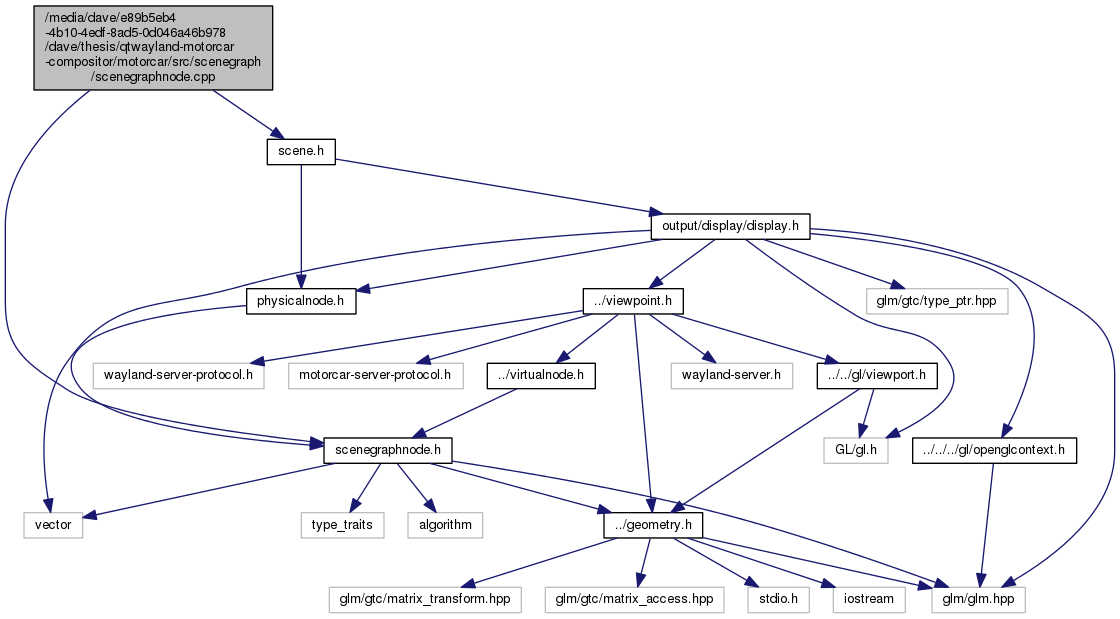 /media/dave/e89b5eb4
-4b10-4edf-8ad5-0d046a46b978
/dave/thesis/qtwayland-motorcar
-compositor/motorcar/src/scenegraph
/scenegraphnode.cpp
scene.h
output/display/display.h
physicalnode.h
../viewpoint.h
glm/gtc/type_ptr.hpp
wayland-server-protocol.h
motorcar-server-protocol.h
../virtualnode.h
wayland-server.h
../../gl/viewport.h
scenegraphnode.h
GL/gl.h
../../../gl/openglcontext.h
vector
type_traits
algorithm
../geometry.h
glm/gtc/matrix_transform.hpp
glm/gtc/matrix_access.hpp
stdio.h
iostream
glm/glm.hpp